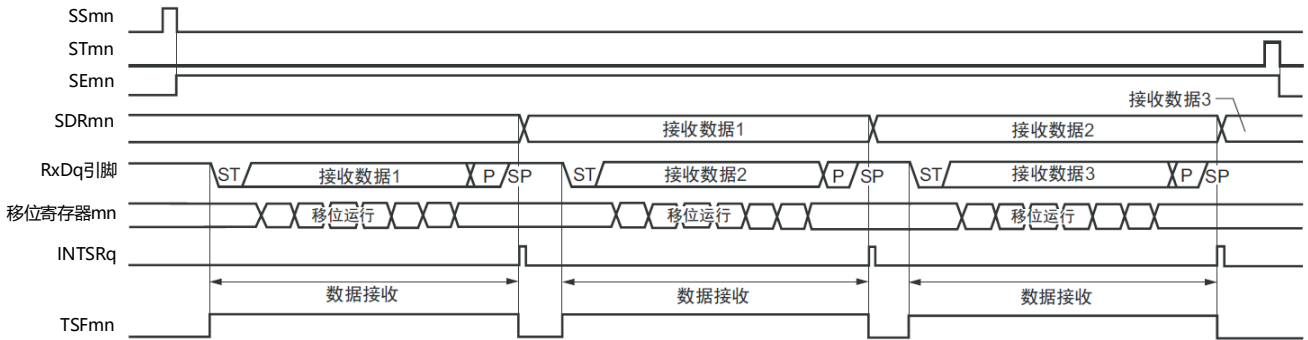 SSmn
STmn
SEmn
接收数据3
SDRmn 接收数据1 接收数据2
RxDq引脚 ST 接收数据1 P SP ST 接收数据2 P SP ST 接收数据3 P SP
移位寄存器mn 移位运行 移位运行 移位运行
INTSRq
数据接收 数据接收 数据接收
TSFmn